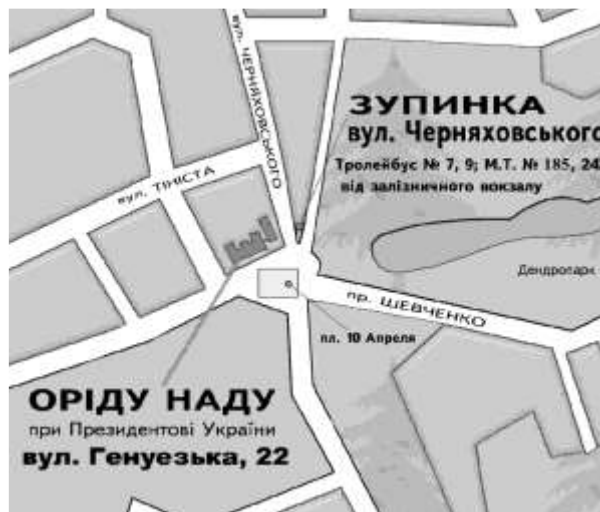 вул. ЧЕРНЯХОВСЬКОГО
ЗУПИНКА
вул. Черняховського
Тролейбус № 7, 9; М.Т. № 185, 24
від залізничного вокзалу
вул. ТІНІСТА
Дендропарк
пр. ШЕВЧЕНКО
пл. 10 Апреля
ОРІДУ НАДУ
при Президентові України
вул. Генуезька, 22